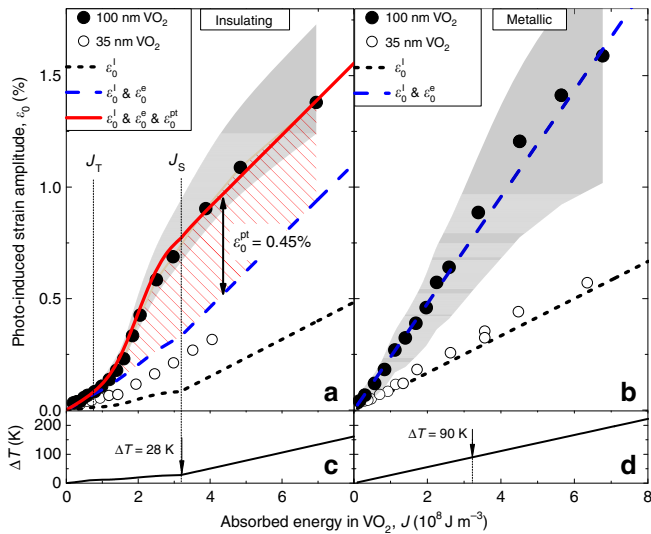 100 nm VO₂
35 nm VO₂
ε₀ˡ
ε₀ˡ & ε₀ᵉ
ε₀ˡ & ε₀ᵉ & ε₀ᵖᵗ
Insulating
100 nm VO₂
35 nm VO₂
ε₀ˡ
ε₀ˡ & ε₀ᵉ
Metallic
Photo-induced strain amplitude, ε₀ (%)
1.5
1.0
0.5
0.0
J_T
J_S
ε₀ᵖᵗ = 0.45%
a
b
ΔT (K)
200
100
0
ΔT = 28 K
c
ΔT = 90 K
d
0 2 4 6 0 2 4 6 8
Absorbed energy in VO₂, J (10⁸ J m⁻³)